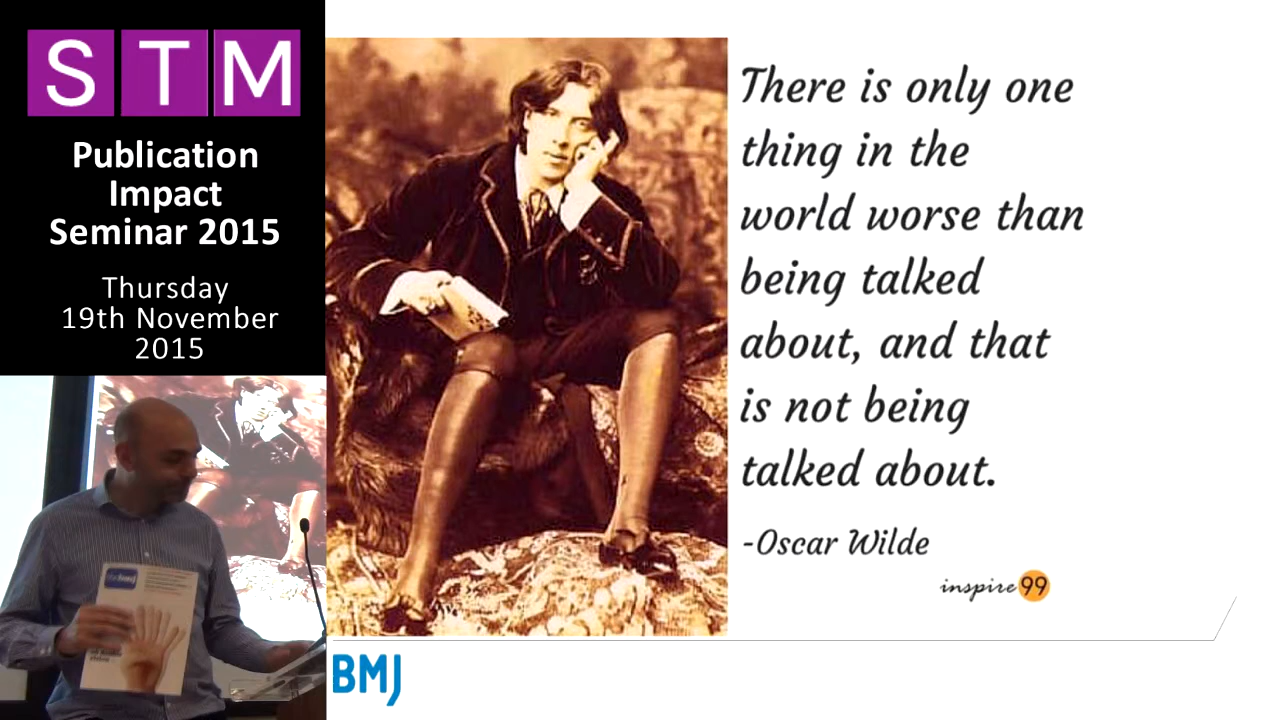 STM
Publication
Impact
Seminar 2015
Thursday
19th November
2015
There is only one
thing in the
world worse than
being talked
about, and that
is not being
talked about.
-Oscar Wilde
inspire99
BMJ
thebmj